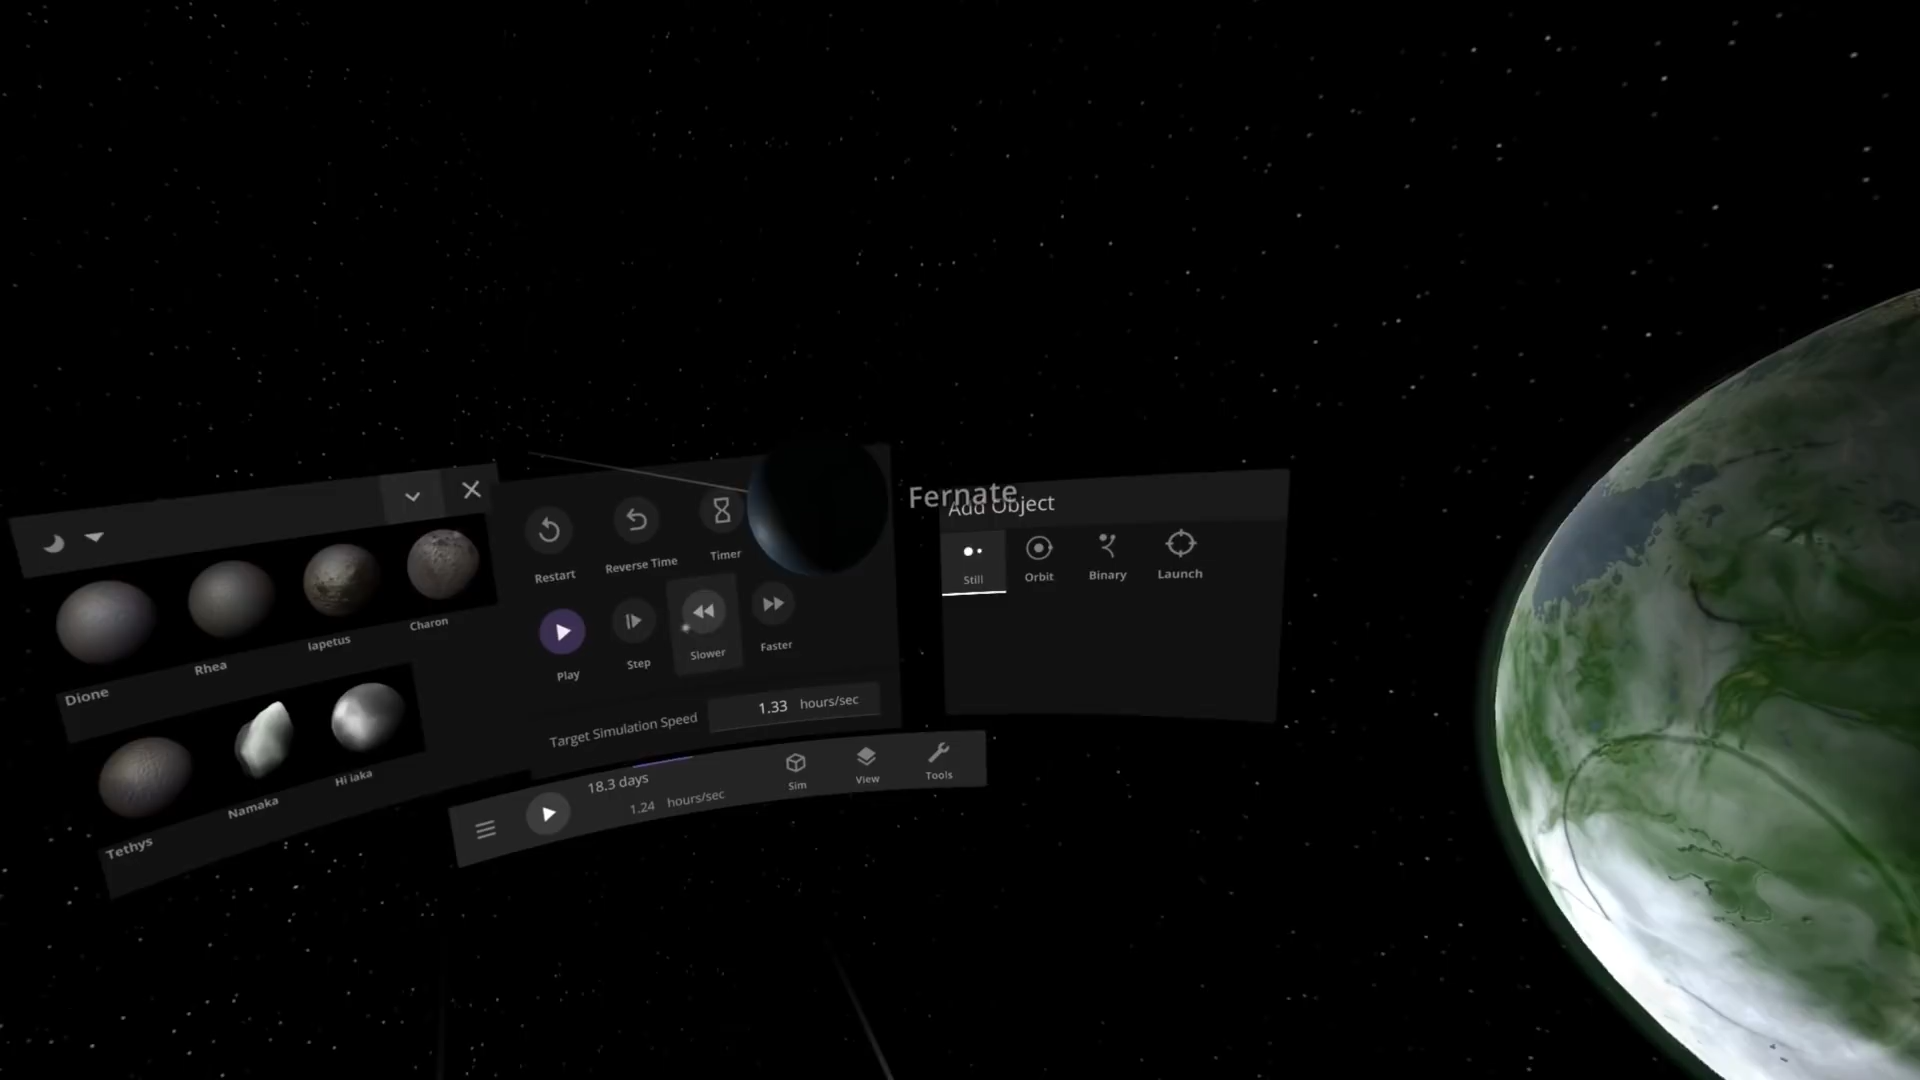 Dione
Rhea
Iapetus
Charon
Tethys
Namaka
Hi iaka
Restart
Reverse Time
Timer
Play
Step
Slower
Faster
Target Simulation Speed
1.33 hours/sec
18.3 days
1.24 hours/sec
Sim
View
Tools
Fernate
Add Object
Still
Orbit
Binary
Launch